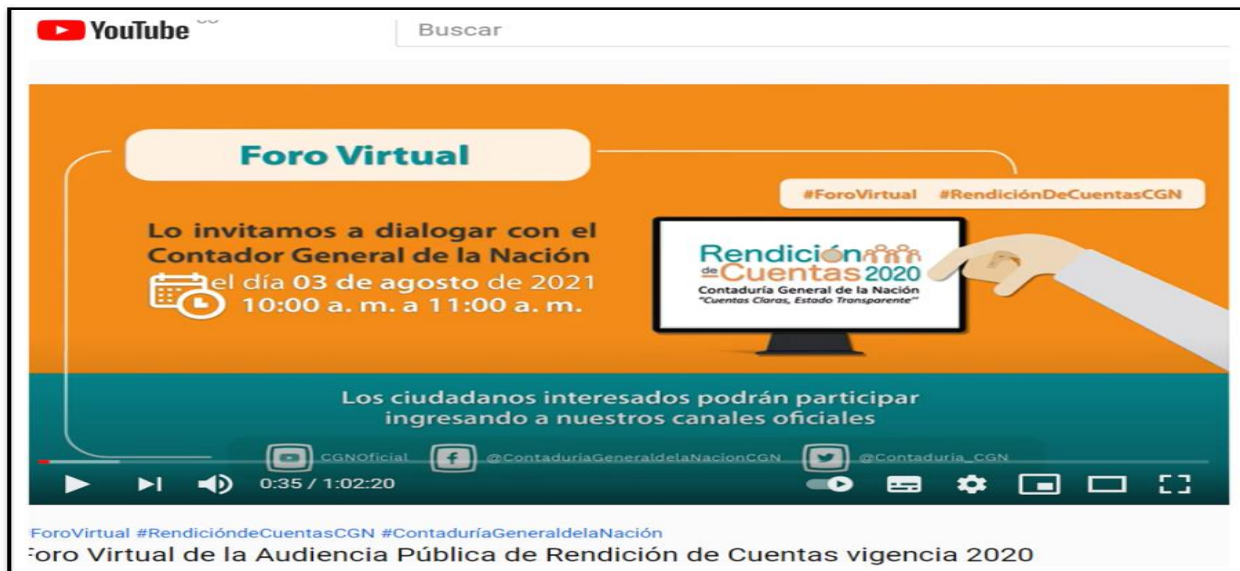 YouTube CO
Buscar
Foro Virtual
#ForoVirtual #RendiciónDeCuentasCGN
Lo invitamos a dialogar con el
Contador General de la Nación
el día 03 de agosto de 2021
10:00 a. m. a 11:00 a. m.
Rendición
de Cuentas 2020
Contaduría General de la Nación
"Cuentas Claras, Estado Transparente"
Los ciudadanos interesados podrán participar
ingresando a nuestros canales oficiales
CGNOficial @ContaduriaGeneraldelaNacionCGN @Contaduria_CGN
0:35 / 1:02:20
ForoVirtual #RendicióndeCuentasCGN #ContaduríaGeneraldelaNación
Foro Virtual de la Audiencia Pública de Rendición de Cuentas vigencia 2020